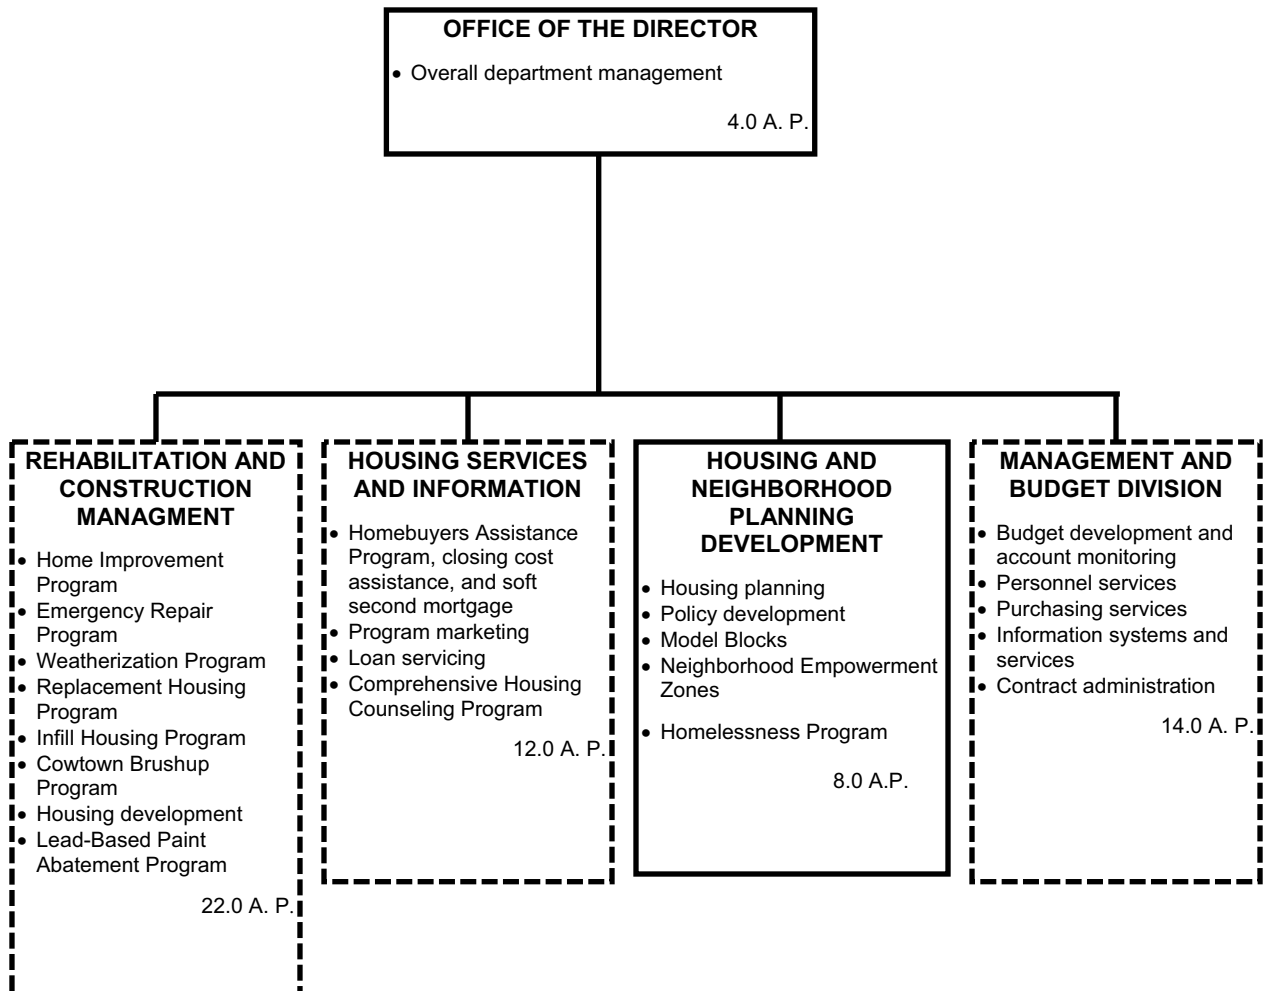 OFFICE OF THE DIRECTOR
• Overall department management
4.0 A. P.
REHABILITATION AND
CONSTRUCTION
MANAGMENT
• Home Improvement
Program
• Emergency Repair
Program
• Weatherization Program
• Replacement Housing
Program
• Infill Housing Program
• Cowtown Brushup
Program
• Housing development
• Lead-Based Paint
Abatement Program
22.0 A. P.
HOUSING SERVICES
AND INFORMATION
• Homebuyers Assistance
Program, closing cost
assistance, and soft
second mortgage
• Program marketing
• Loan servicing
• Comprehensive Housing
Counseling Program
12.0 A. P.
HOUSING AND
NEIGHBORHOOD
PLANNING
DEVELOPMENT
• Housing planning
• Policy development
• Model Blocks
• Neighborhood Empowerment
Zones
• Homelessness Program
8.0 A.P.
MANAGEMENT AND
BUDGET DIVISION
• Budget development and
account monitoring
• Personnel services
• Purchasing services
• Information systems and
services
• Contract administration
14.0 A. P.